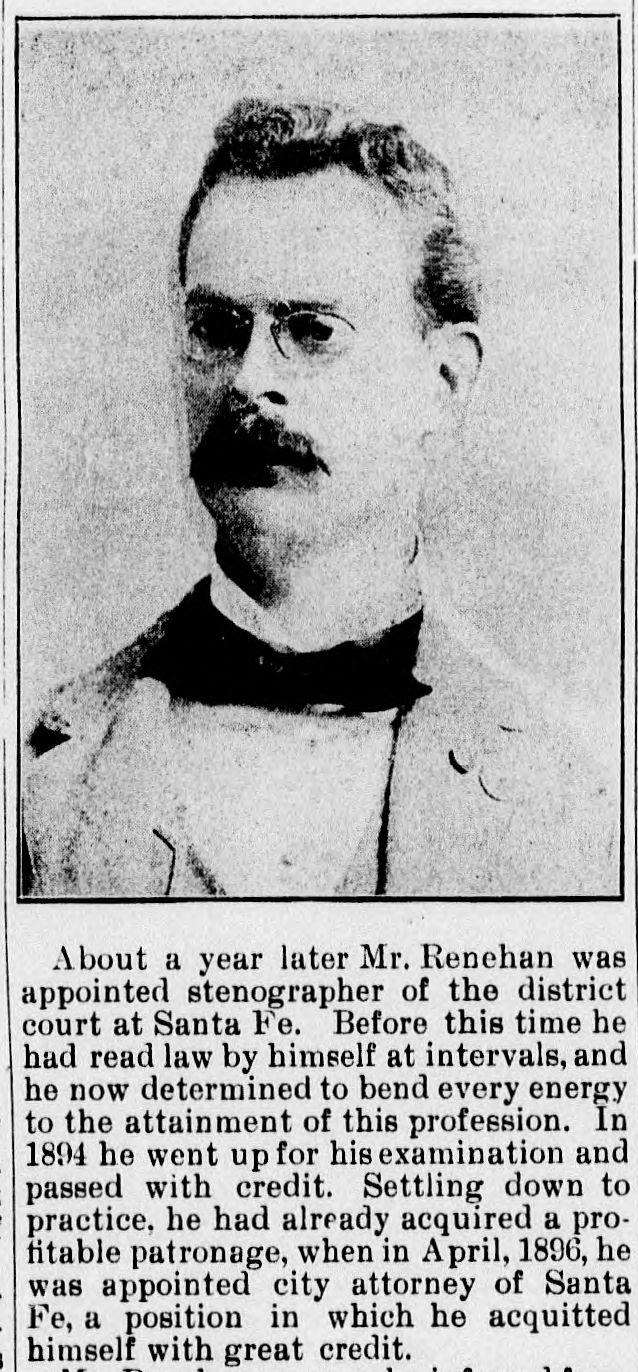 About a year later Mr. Renehan was
appointed stenographer of the district
court at Santa Fe. Before this time he
had read law by himself at intervals, and
he now determined to bend every energy
to the attainment of this profession. In
1894 he went up for his examination and
passed with credit. Settling down to
practice, he had already acquired a pro-
fitable patronage, when in April, 1896, he
was appointed city attorney of Santa
Fe, a position in which he acquitted
himself with great credit.